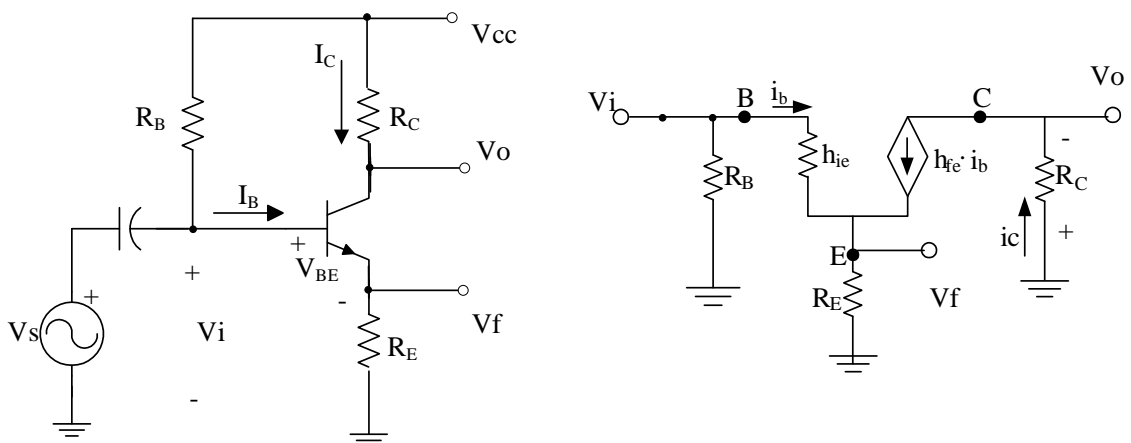 Vcc
I_C
R_B
R_C
Vo
I_B
+
V_BE
-
+
Vs
+
Vi
-
Vf
R_E
Vo
Vi
B
i_b
C
-
h_ie
h_fe·i_b
R_B
R_C
ic
+
E
R_E
Vf